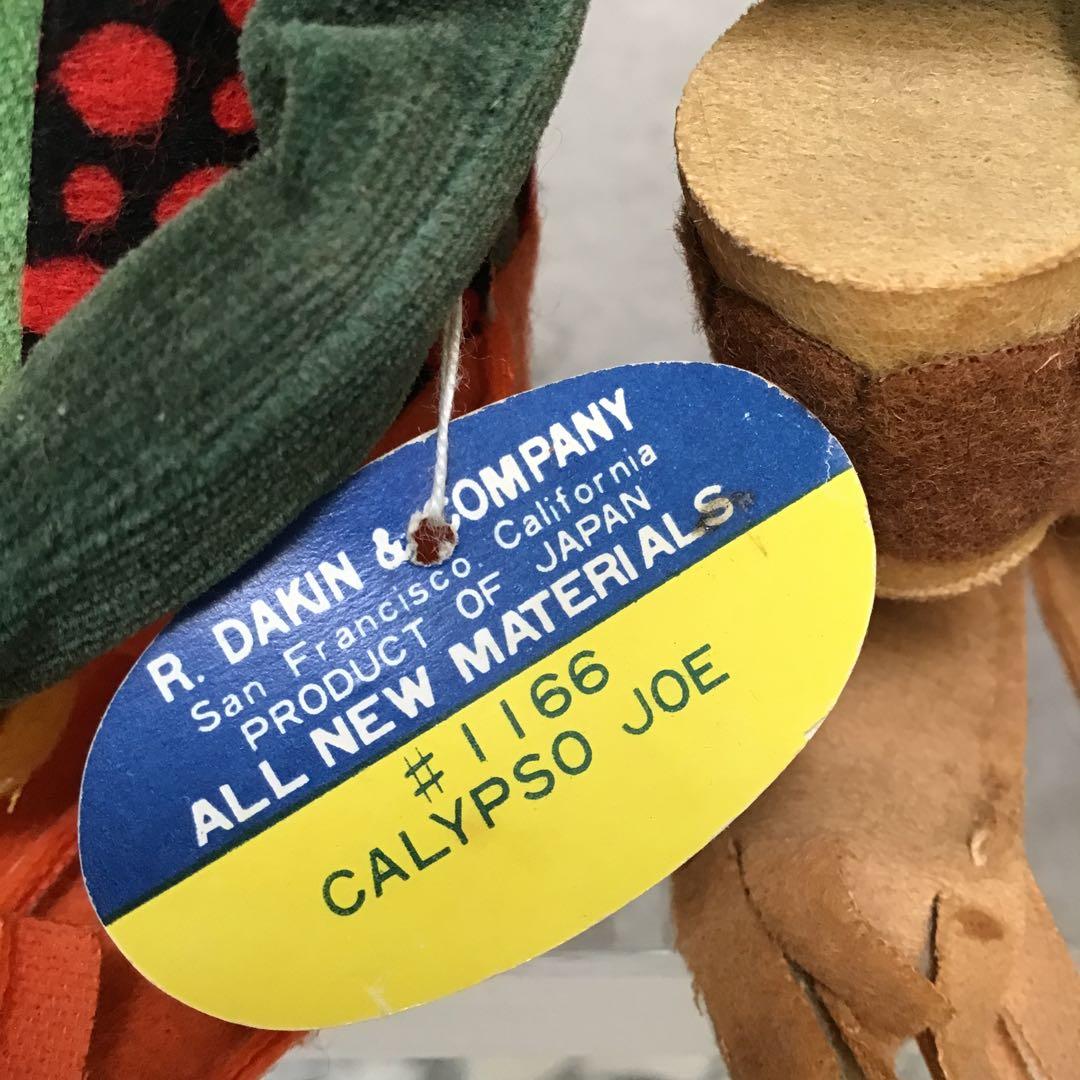 R. DAKIN & COMPANY
San Francisco. California
PRODUCT OF JAPAN
ALL NEW MATERIALS
#1166
CALYPSO JOE